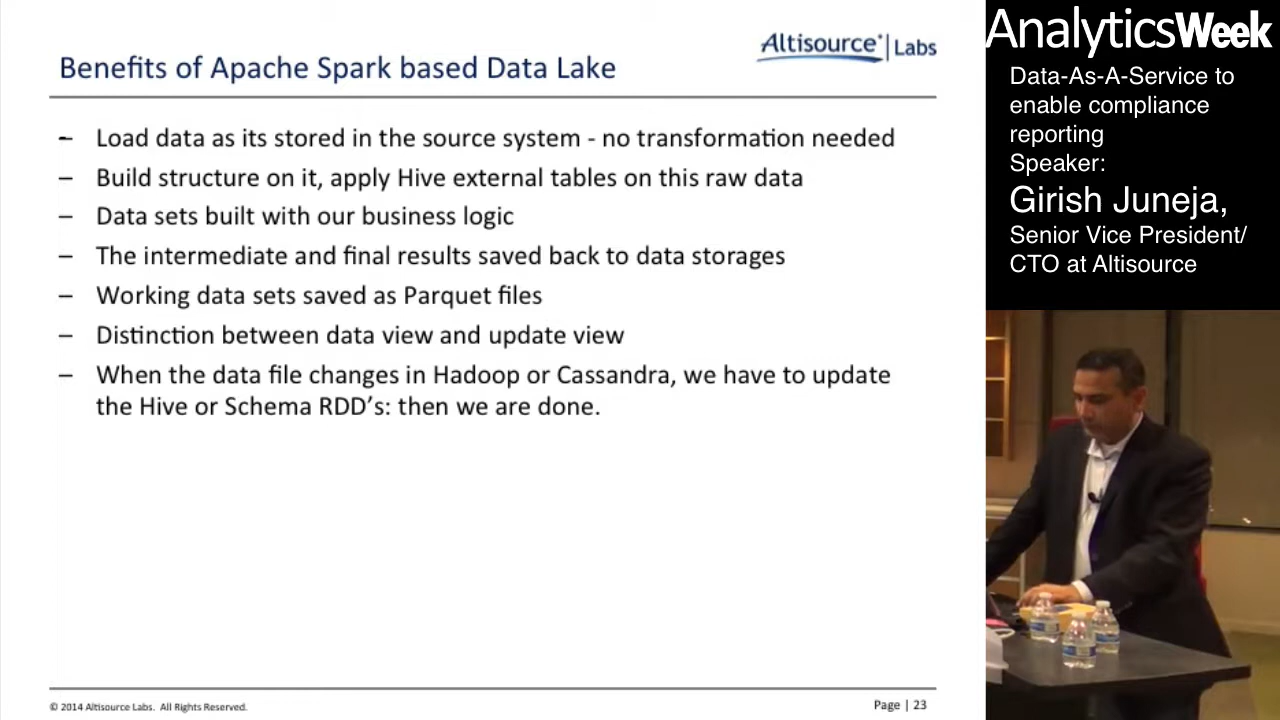 Benefits of Apache Spark based Data Lake
Altisource | Labs
– Load data as its stored in the source system - no transformation needed
– Build structure on it, apply Hive external tables on this raw data
– Data sets built with our business logic
– The intermediate and final results saved back to data storages
– Working data sets saved as Parquet files
– Distinction between data view and update view
– When the data file changes in Hadoop or Cassandra, we have to update
the Hive or Schema RDD’s: then we are done.
© 2014 Altisource Labs. All Rights Reserved.
Page | 23
AnalyticsWeek
Data-As-A-Service to
enable compliance
reporting
Speaker:
Girish Juneja,
Senior Vice President/
CTO at Altisource